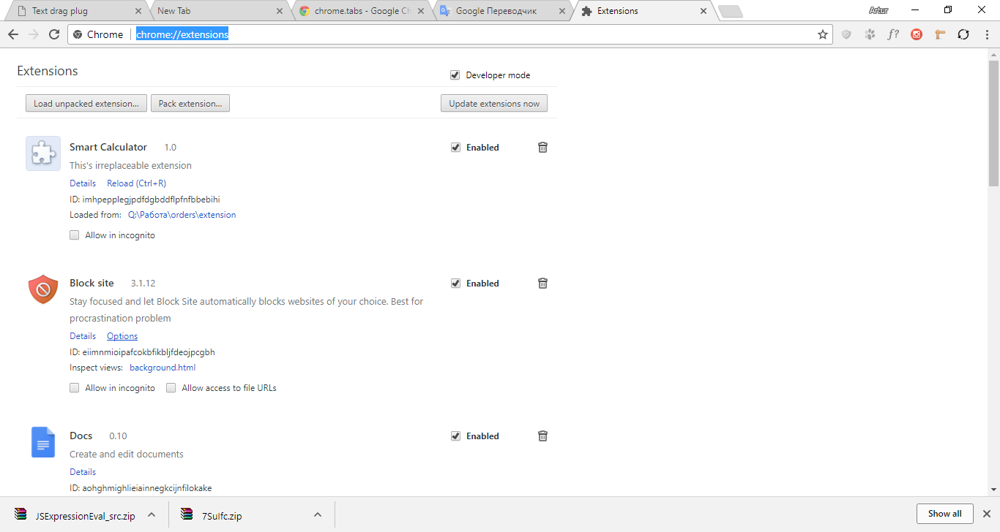 Text drag plug
New Tab
chrome.tabs - Google Ch
Google Переводчик
Extensions
Artur
Chrome
chrome://extensions
f?
Extensions
Developer mode
Load unpacked extension...
Pack extension...
Update extensions now
Smart Calculator 1.0
Enabled
This's irreplaceable extension
Details Reload (Ctrl+R)
ID: imhpepplegjpdfdgbddflpfnfbbebihi
Loaded from: Q:\Работа\orders\extension
Allow in incognito
Block site 3.1.12
Enabled
Stay focused and let Block Site automatically blocks websites of your choice. Best for
procrastination problem
Details Options
ID: eiimnmioipafcokbfikbljfdeojpcgbh
Inspect views: background.html
Allow in incognito Allow access to file URLs
Docs 0.10
Enabled
Create and edit documents
Details
ID: aohghmighlieiainnegkcijnfilokake
JSExpressionEval_src.zip
7SuIfc.zip
Show all